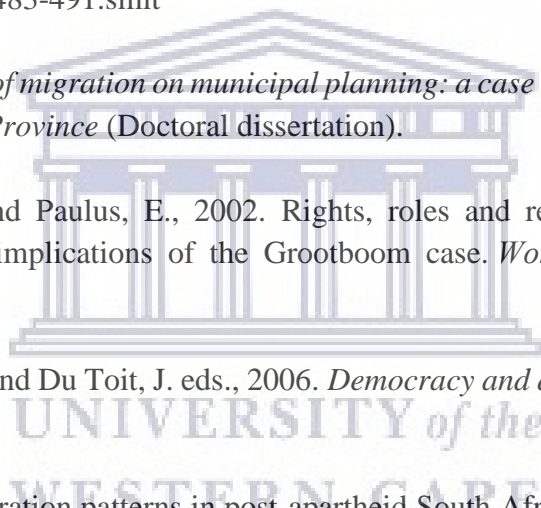 483-491.smit
of migration on municipal planning: a case
Province (Doctoral dissertation).
nd Paulus, E., 2002. Rights, roles and re
implications of the Grootboom case. Wo
nd Du Toit, J. eds., 2006. Democracy and
UNIVERSITY of the
ration patterns in post-apartheid South Afr
WESTERN CAPE